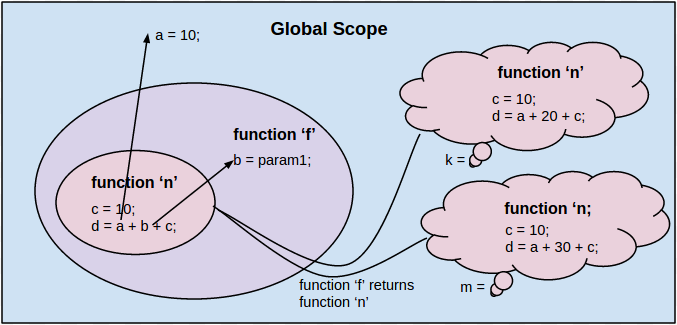 Global Scope
a = 10;
function ‘f’
b = param1;
function ‘n’
c = 10;
d = a + b + c;
function ‘n’
c = 10;
d = a + 20 + c;
k =
function ‘n;
c = 10;
d = a + 30 + c;
m =
function ‘f’ returns
function ‘n’